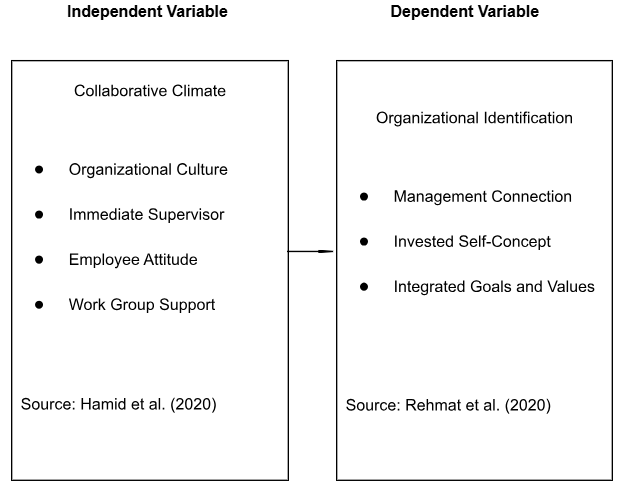 Independent Variable
Dependent Variable
Collaborative Climate
● Organizational Culture
● Immediate Supervisor
● Employee Attitude
● Work Group Support
Source: Hamid et al. (2020)
Organizational Identification
● Management Connection
● Invested Self-Concept
● Integrated Goals and Values
Source: Rehmat et al. (2020)